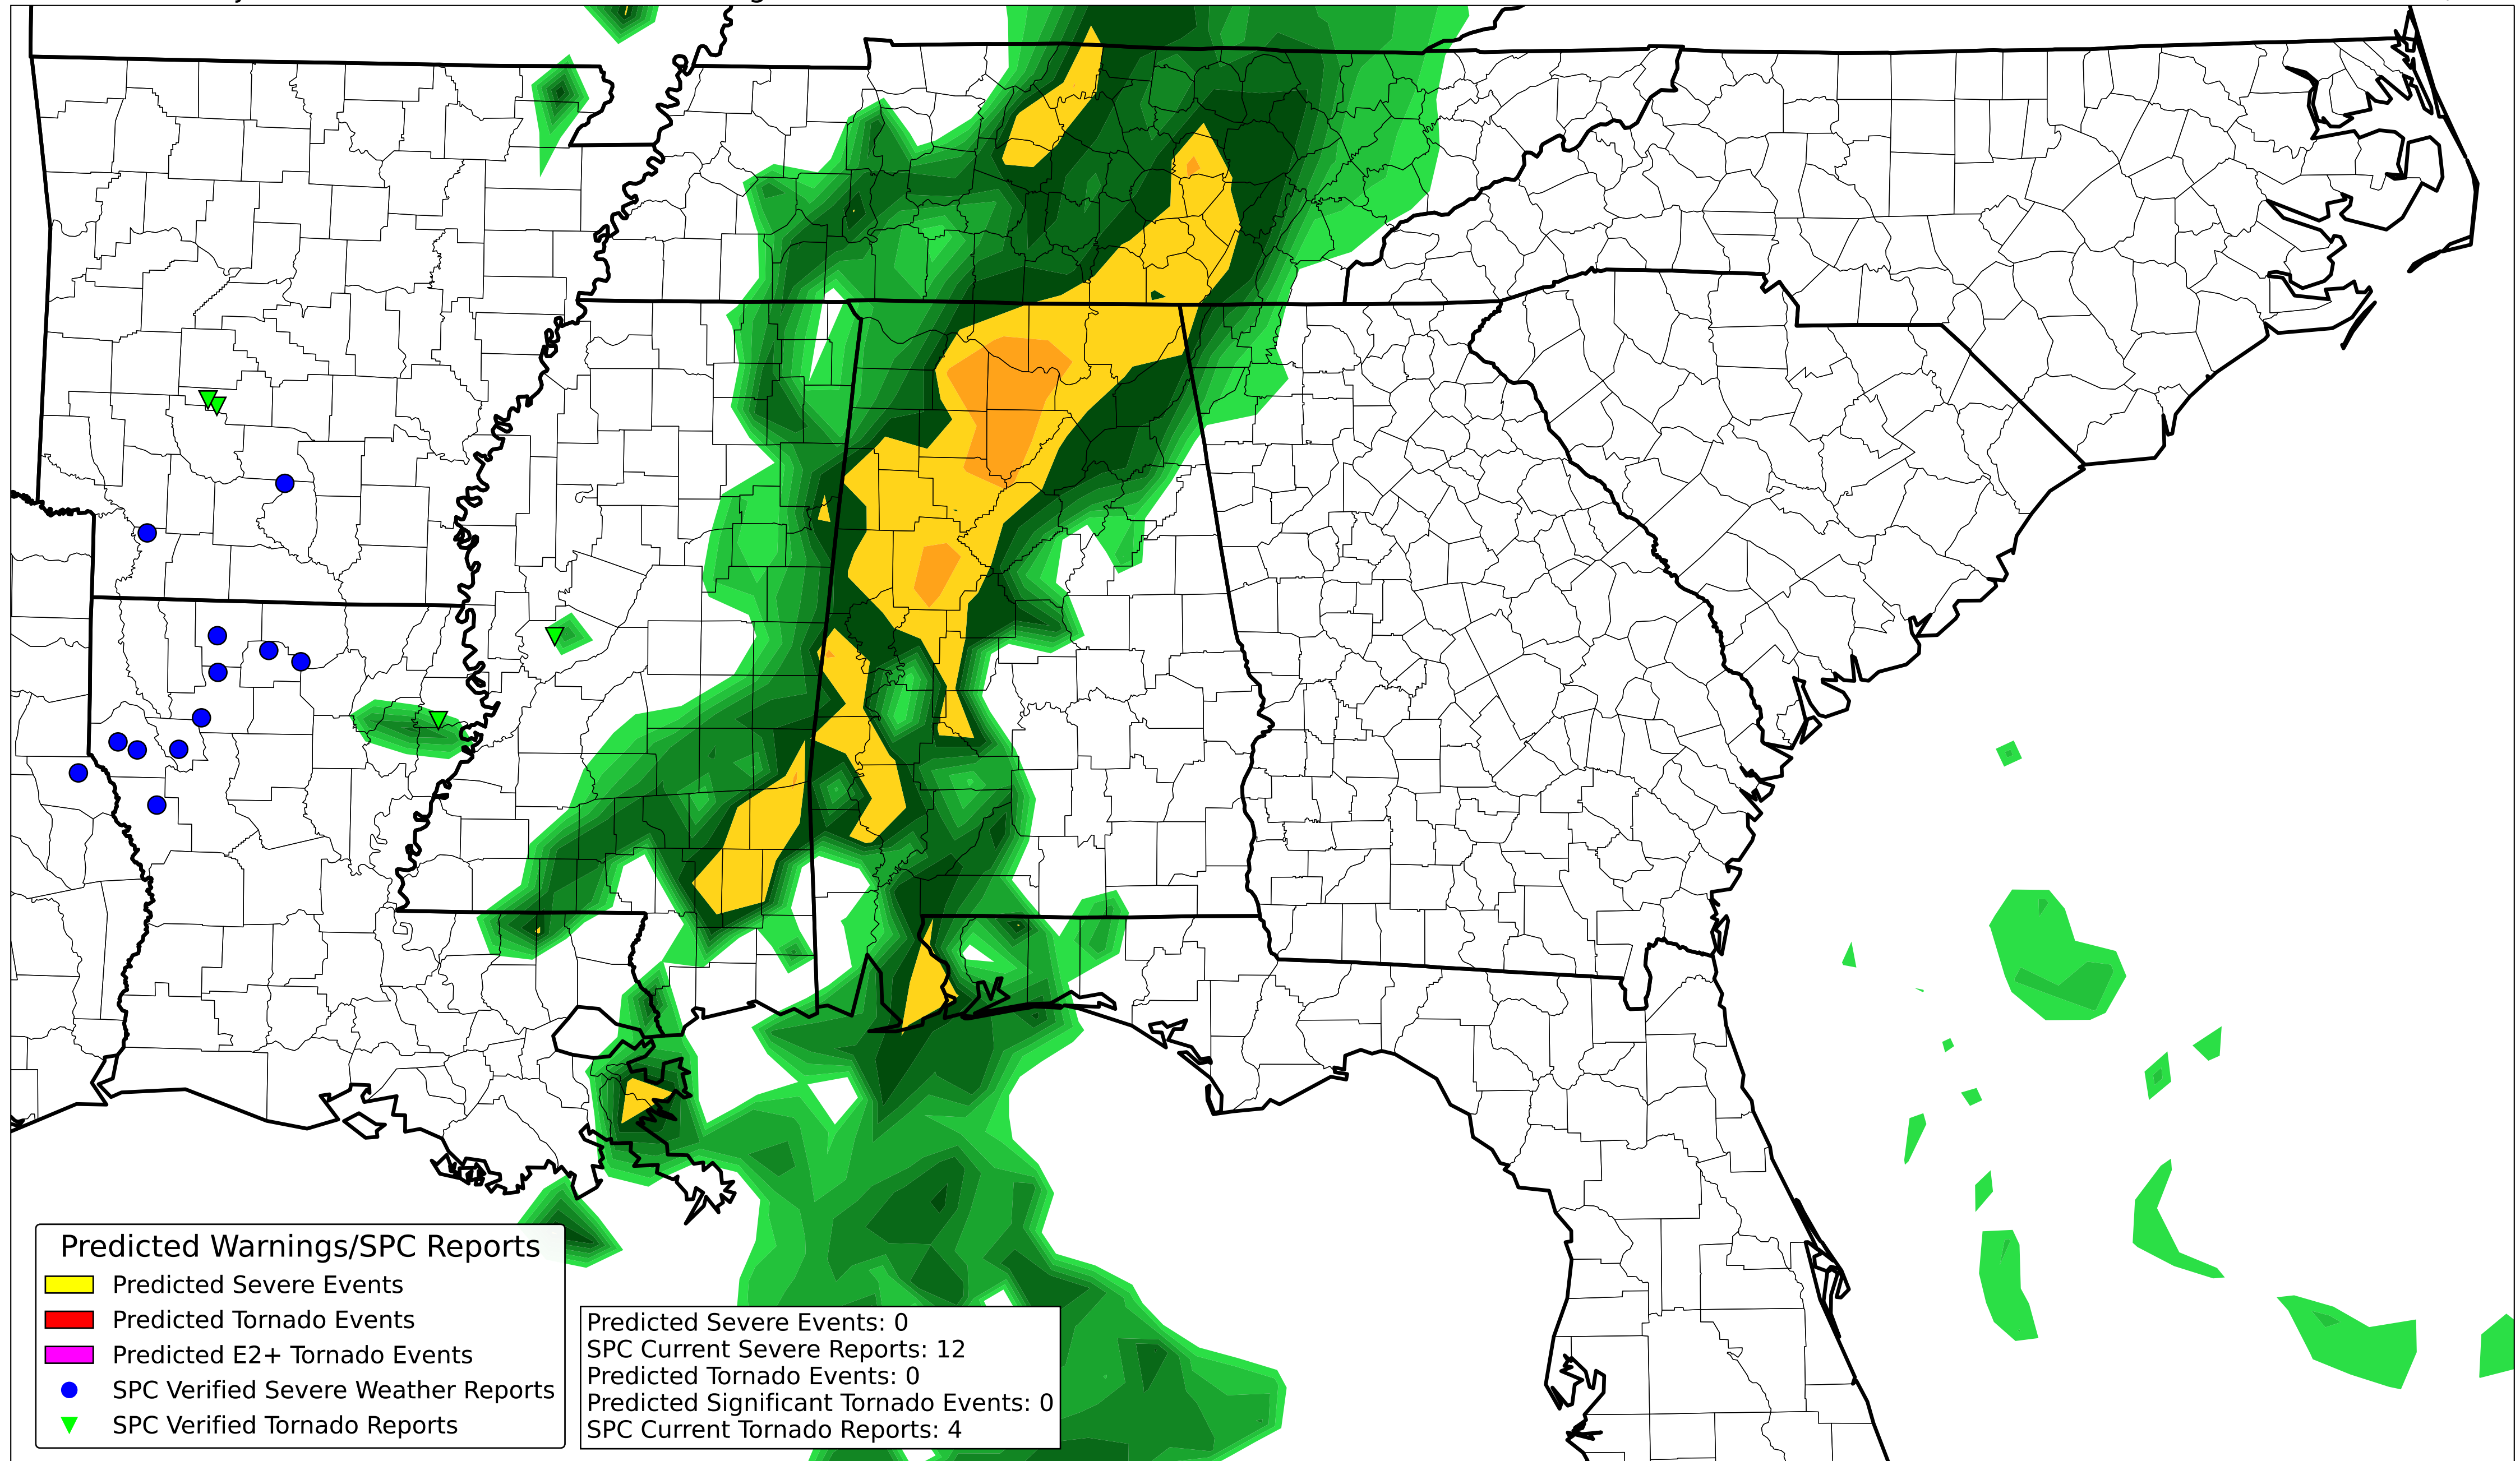 Predicted Warnings/SPC Reports
Predicted Severe Events
Predicted Tornado Events
Predicted E2+ Tornado Events
SPC Verified Severe Weather Reports
SPC Verified Tornado Reports
Predicted Severe Events: 0
SPC Current Severe Reports: 12
Predicted Tornado Events: 0
Predicted Significant Tornado Events: 0
SPC Current Tornado Reports: 4